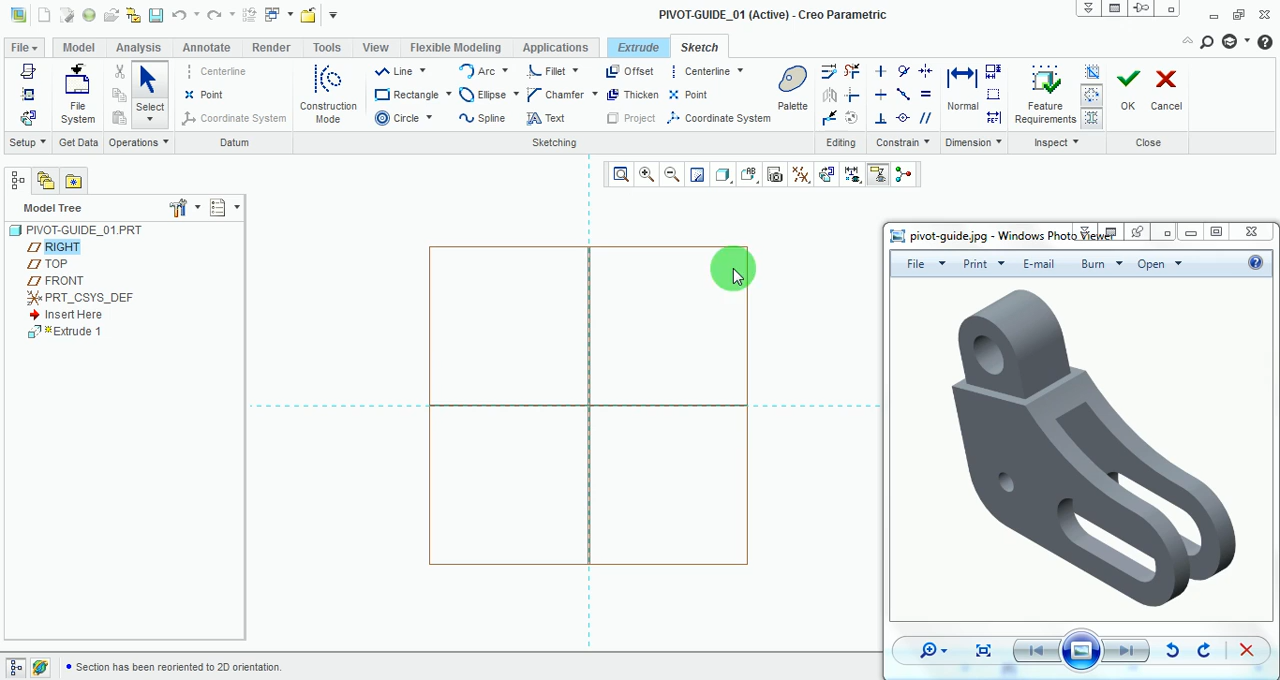 PIVOT-GUIDE_01 (Active) - Creo Parametric
File Model Analysis Annotate Render Tools View Flexible Modeling Applications Extrude Sketch
Centerline Line Arc Fillet Offset Centerline
Point Rectangle Ellipse Chamfer Thicken Point
Coordinate System Circle Spline Text Project Coordinate System
File System Select Construction Mode Palette Normal Feature Requirements OK Cancel
Setup Get Data Operations Datum Sketching Editing Constrain Dimension Inspect Close
Model Tree
PIVOT-GUIDE_01.PRT
RIGHT
TOP
FRONT
PRT_CSYS_DEF
Insert Here
Extrude 1
pivot-guide.jpg - Windows Photo Viewer
File Print E-mail Burn Open
Section has been reoriented to 2D orientation.